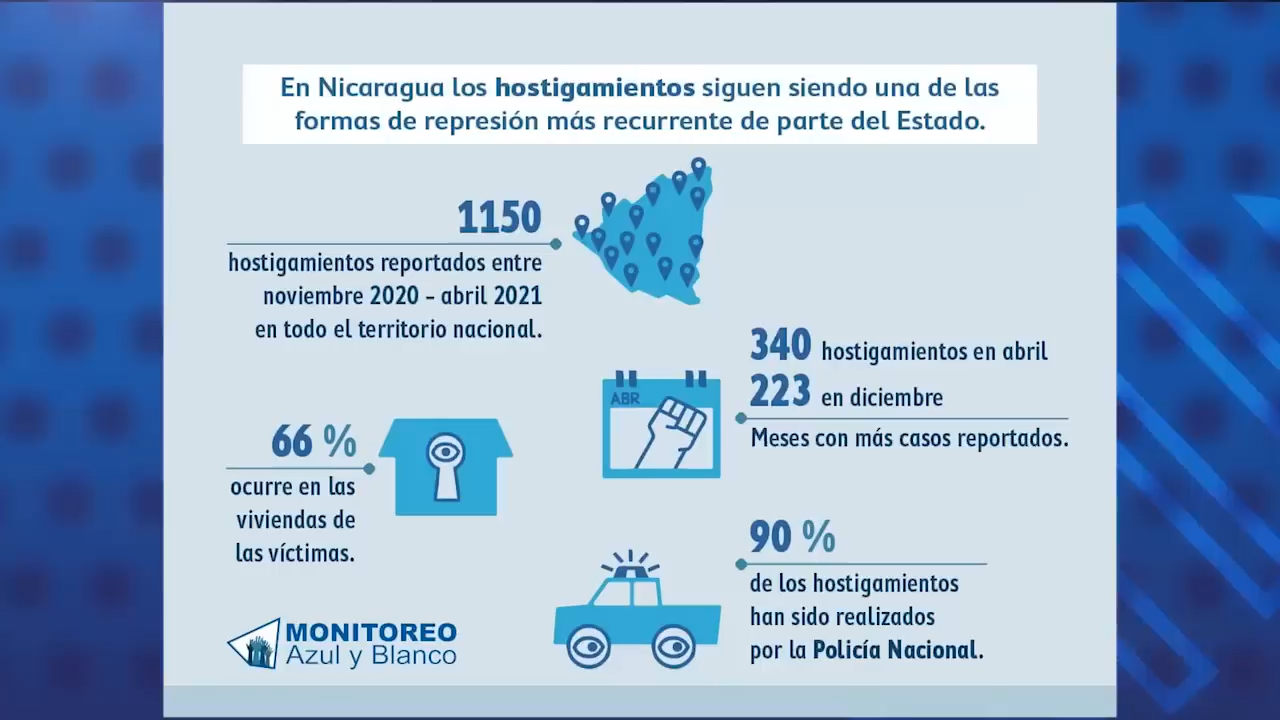 En Nicaragua los hostigamientos siguen siendo una de las
formas de represión más recurrente de parte del Estado.
1150
hostigamientos reportados entre
noviembre 2020 – abril 2021
en todo el territorio nacional.
340 hostigamientos en abril
223 en diciembre
Meses con más casos reportados.
ABR
66 %
ocurre en las
viviendas de
las víctimas.
90 %
de los hostigamientos
han sido realizados
por la Policía Nacional.
MONITOREO
Azul y Blanco